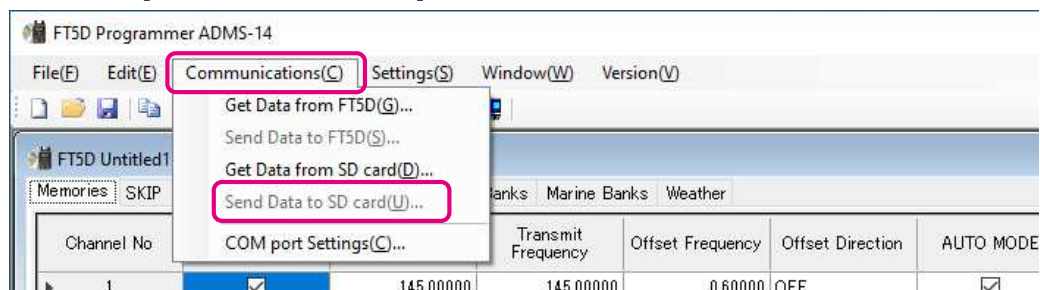 FT5D Programmer ADMS-14
File(F) Edit(E) Communications(C) Settings(S) Window(W) Version(V)
Get Data from FT5D(G)...
Send Data to FT5D(S)...
FT5D Untitled1
Get Data from SD card(D)...
Memories SKIP Banks Marine Banks Weather
Send Data to SD card(U)...
COM port Settings(C)...
Channel No Transmit Frequency Offset Frequency Offset Direction AUTO MODE
1 145.00000 145.00000 0.60000 OFF